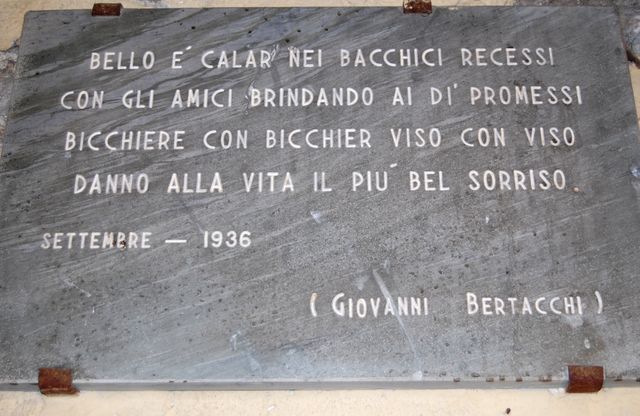 BELLO E' CALAR NEI BACCHICI RECESSI
CON GLI AMICI BRINDANDO AI DI' PROMESSI
BICCHIERE CON BICCHIER VISO CON VISO
DANNO ALLA VITA IL PIU' BEL SORRISO.
SETTEMBRE — 1936
( GIOVANNI BERTACCHI )